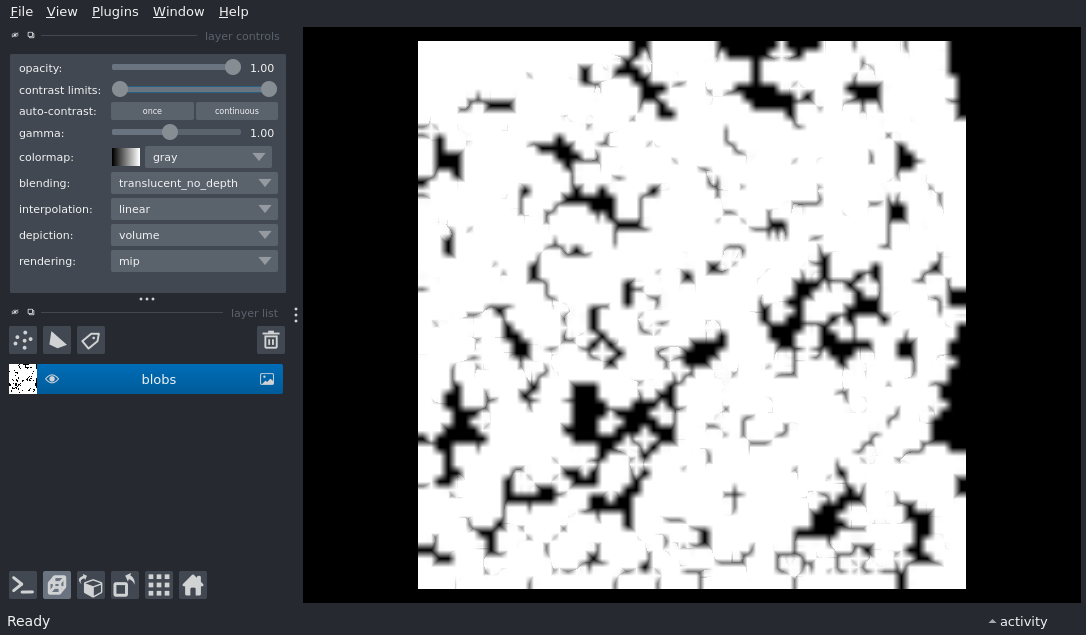 File View Plugins Window Help
layer controls
opacity: 1.00
contrast limits:
auto-contrast: once continuous
gamma: 1.00
colormap: gray
blending: translucent_no_depth
interpolation: linear
depiction: volume
rendering: mip
layer list
blobs
Ready
activity